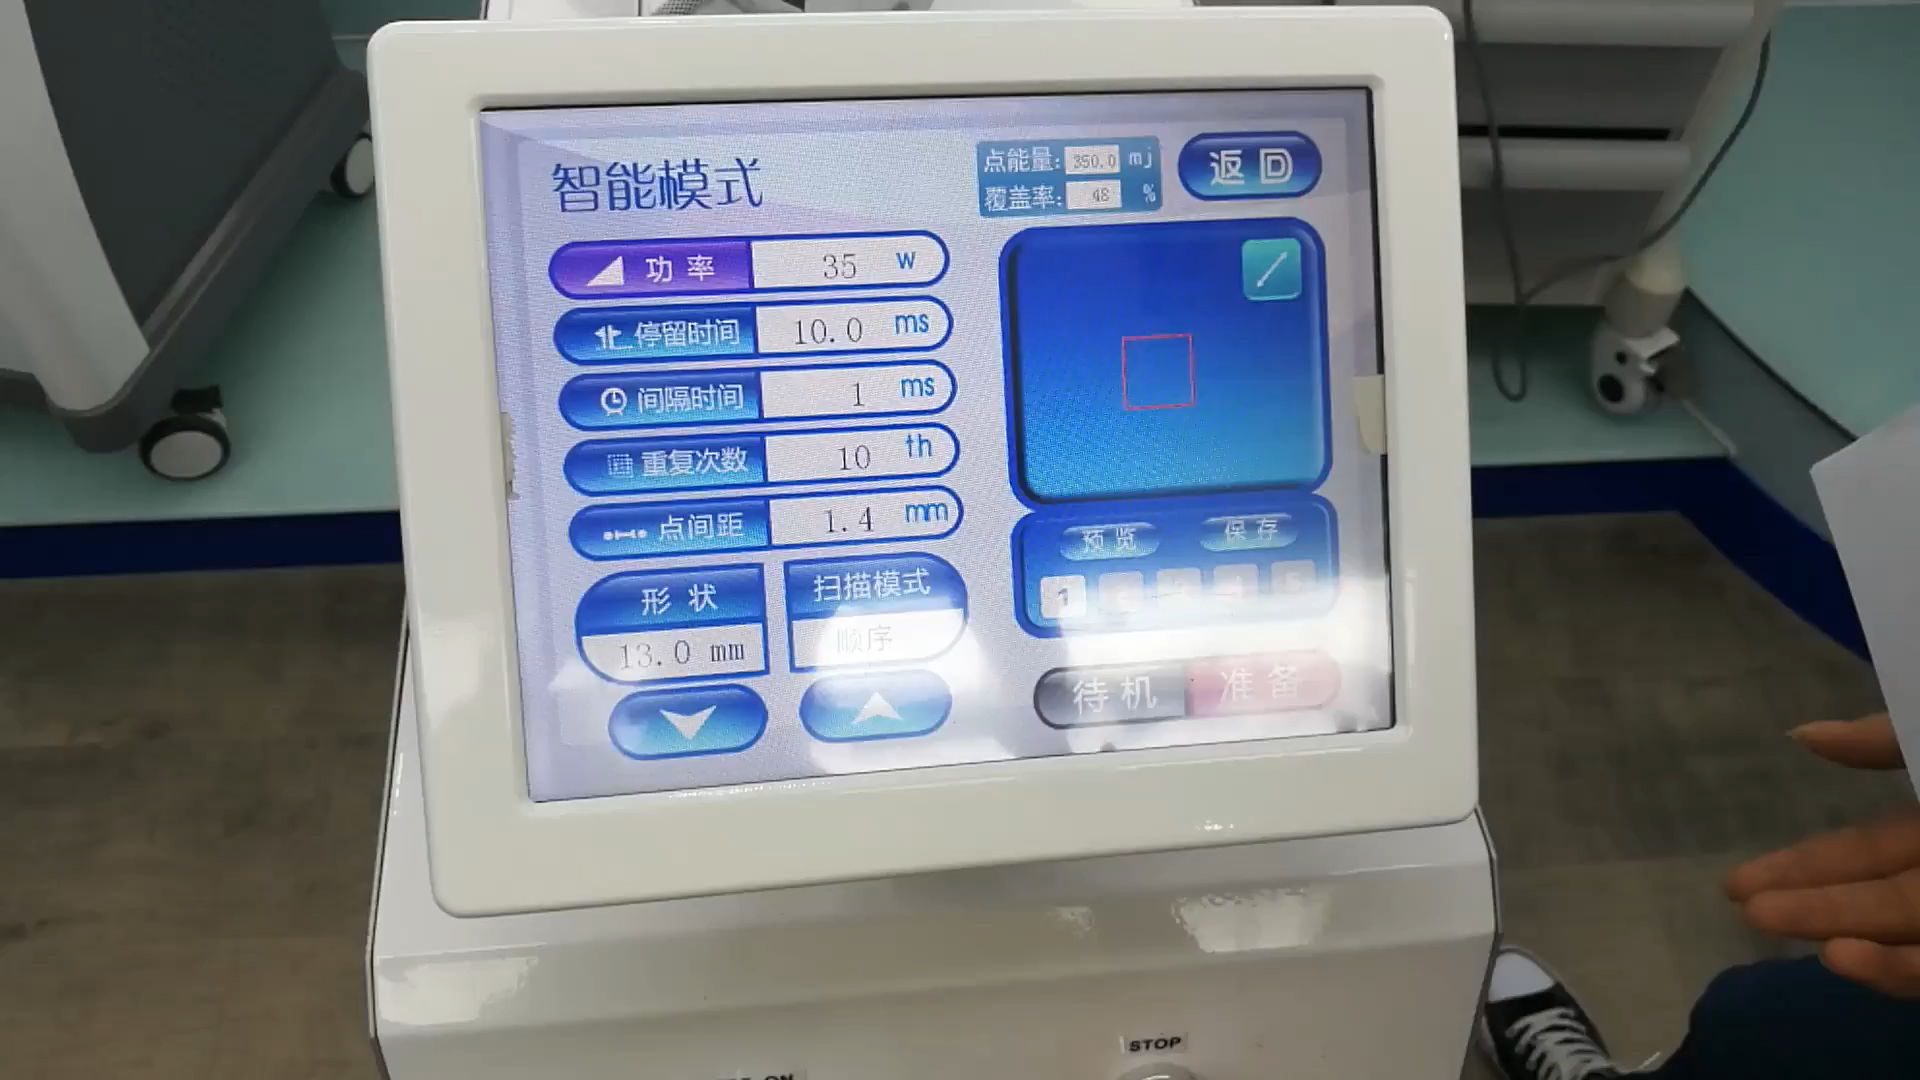 智能模式
点能量: 350.0 mj
覆盖率: 48 %
返回
功率 35 w
停留时间 10.0 ms
间隔时间 1 ms
重复次数 10 th
点间距 1.4 mm
形状
13.0 mm
扫描模式
顺序
预览 保存
1
待机 准备
STOP
ON